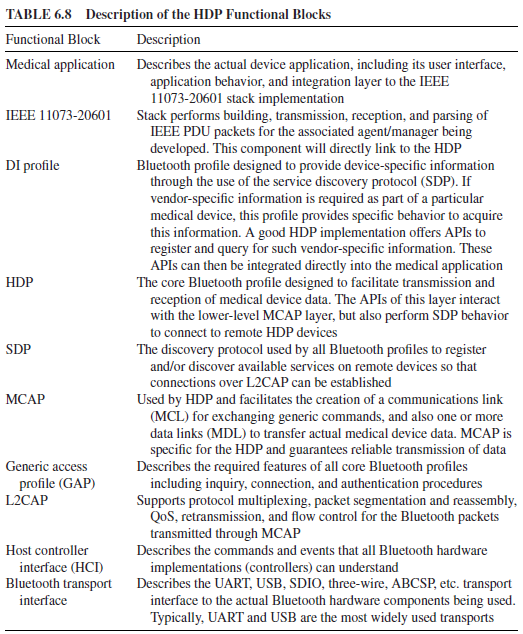 TABLE 6.8 Description of the HDP Functional Blocks
Functional Block Description
Medical application Describes the actual device application, including its user interface,
application behavior, and integration layer to the IEEE
11073-20601 stack implementation
IEEE 11073-20601 Stack performs building, transmission, reception, and parsing of
IEEE PDU packets for the associated agent/manager being
developed. This component will directly link to the HDP
DI profile Bluetooth profile designed to provide device-specific information
through the use of the service discovery protocol (SDP). If
vendor-specific information is required as part of a particular
medical device, this profile provides specific behavior to acquire
this information. A good HDP implementation offers APIs to
register and query for such vendor-specific information. These
APIs can then be integrated directly into the medical application
HDP The core Bluetooth profile designed to facilitate transmission and
reception of medical device data. The APIs of this layer interact
with the lower-level MCAP layer, but also perform SDP behavior
to connect to remote HDP devices
SDP The discovery protocol used by all Bluetooth profiles to register
and/or discover available services on remote devices so that
connections over L2CAP can be established
MCAP Used by HDP and facilitates the creation of a communications link
(MCL) for exchanging generic commands, and also one or more
data links (MDL) to transfer actual medical device data. MCAP is
specific for the HDP and guarantees reliable transmission of data
Generic access Describes the required features of all core Bluetooth profiles
profile (GAP) including inquiry, connection, and authentication procedures
L2CAP Supports protocol multiplexing, packet segmentation and reassembly,
QoS, retransmission, and flow control for the Bluetooth packets
transmitted through MCAP
Host controller Describes the commands and events that all Bluetooth hardware
interface (HCI) implementations (controllers) can understand
Bluetooth transport Describes the UART, USB, SDIO, three-wire, ABCSP, etc. transport
interface interface to the actual Bluetooth hardware components being used.
Typically, UART and USB are the most widely used transports